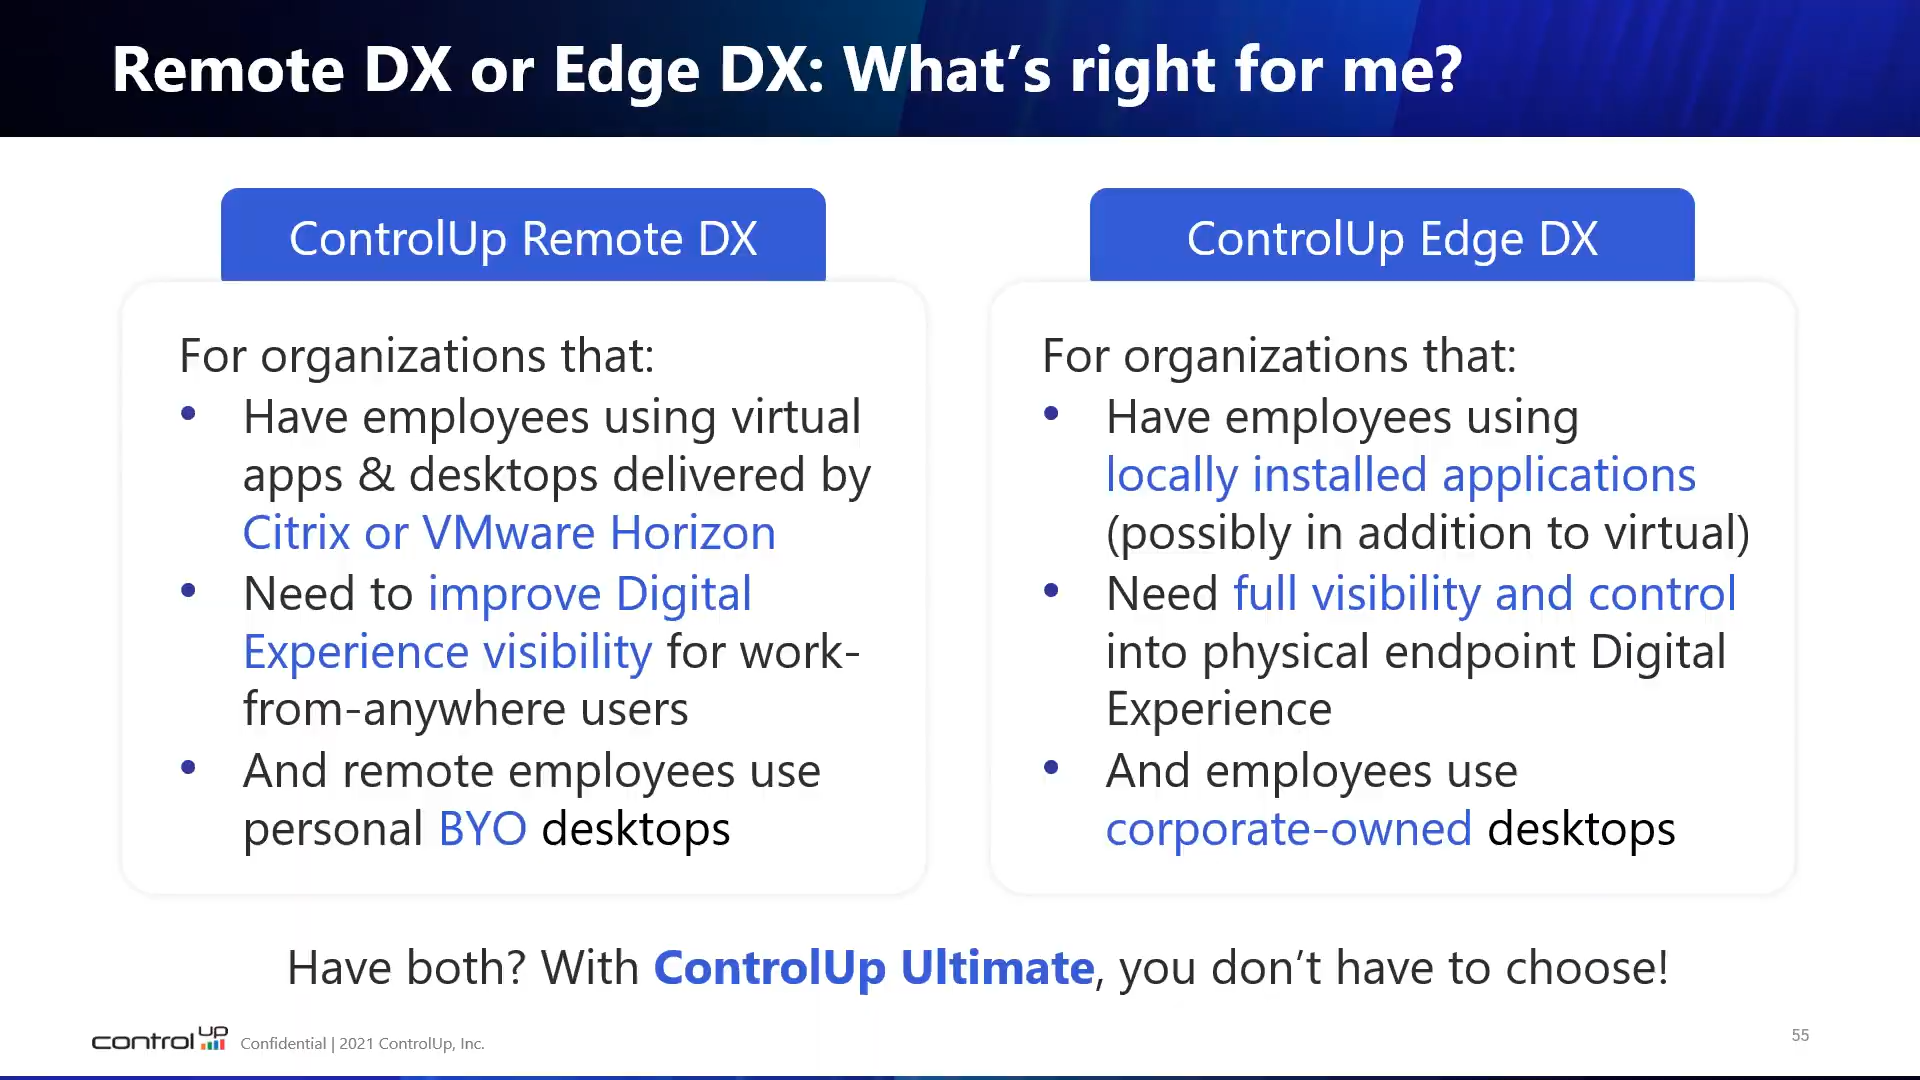 Remote DX or Edge DX: What’s right for me?
ControlUp Remote DX
For organizations that:
• Have employees using virtual
apps & desktops delivered by
Citrix or VMware Horizon
• Need to improve Digital
Experience visibility for work-
from-anywhere users
• And remote employees use
personal BYO desktops
ControlUp Edge DX
For organizations that:
• Have employees using
locally installed applications
(possibly in addition to virtual)
• Need full visibility and control
into physical endpoint Digital
Experience
• And employees use
corporate-owned desktops
Have both? With ControlUp Ultimate, you don’t have to choose!
control up
Confidential | 2021 ControlUp, Inc.
55